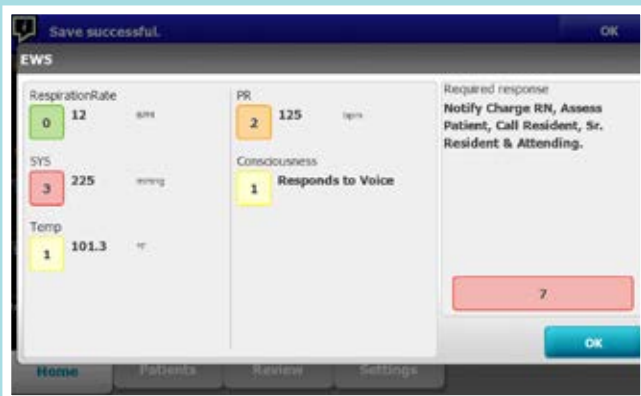 Save successful.
OK
EWS
RespirationRate
0
12
SYS
3
225
mmHg
Temp
1
101.3
°F
PR
2
125
bpm
Consciousness
1
Responds to Voice
Required response
Notify Charge RN, Assess
Patient, Call Resident, Sr.
Resident & Attending.
7
OK
Home
Patients
Review
Settings